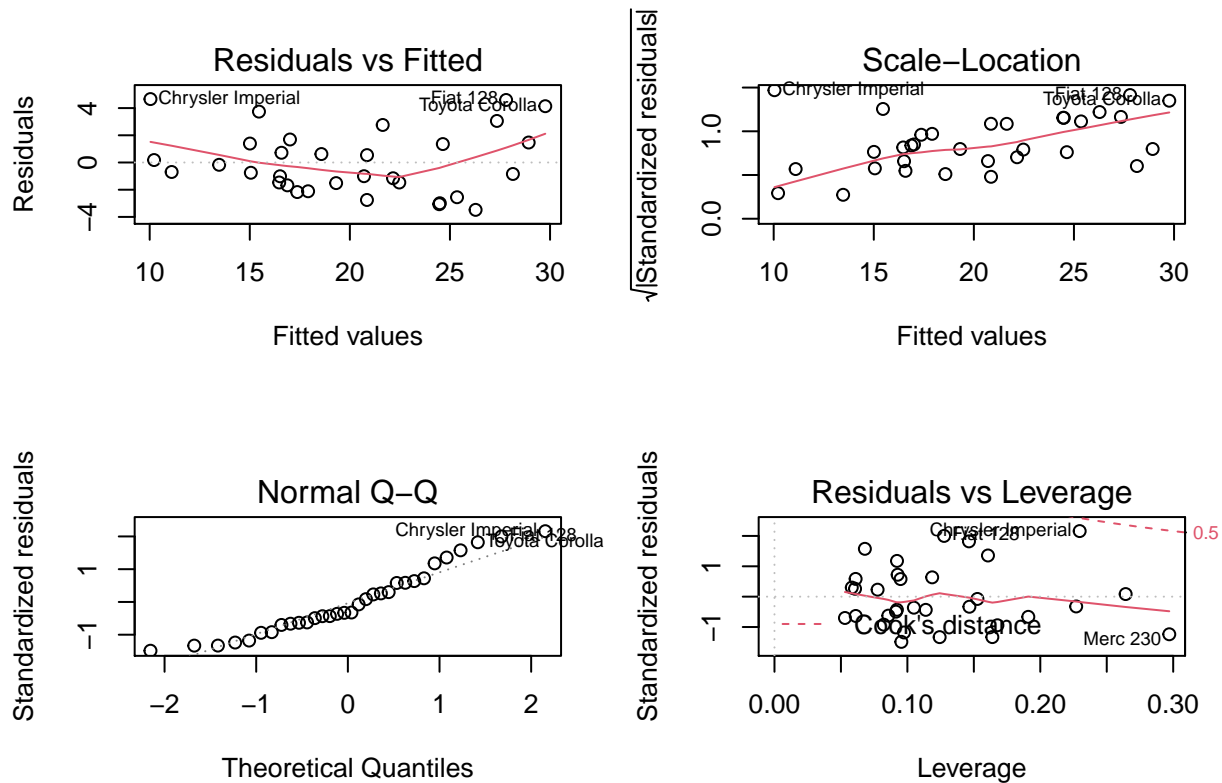 Residuals vs Fitted
Residuals
4
0
−4
Chrysler Imperial
Fiat 128
Toyota Corolla
10 15 20 25 30
Fitted values
Scale−Location
√|Standardized residuals|
1.0
0.0
Chrysler Imperial
Fiat 128
Toyota Corolla
10 15 20 25 30
Fitted values
Normal Q−Q
Standardized residuals
1
−1
Chrysler Imperial
Fiat 128
Toyota Corolla
−2 −1 0 1 2
Theoretical Quantiles
Residuals vs Leverage
Standardized residuals
1
−1
Chrysler Imperial
Fiat 128
0.5
Cook's distance
Merc 230
0.00 0.10 0.20 0.30
Leverage